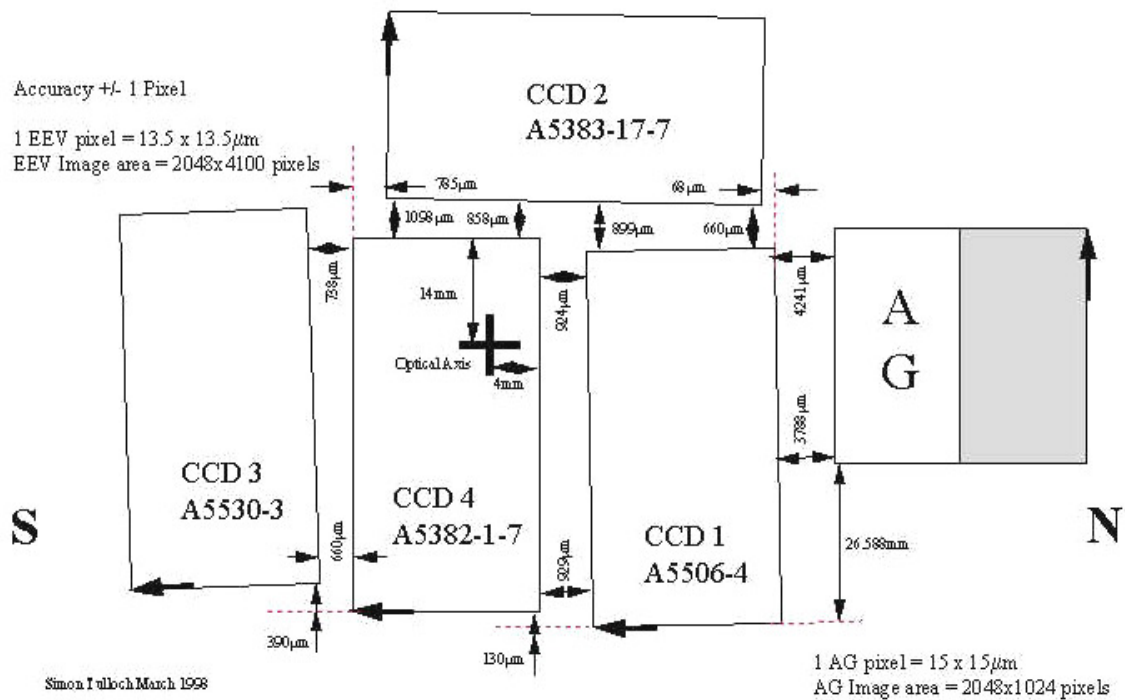 Accuracy +/- 1 Pixel
1 EEV pixel = 13.5 x 13.5µm
EEV Image area = 2048x4100 pixels
CCD 2
A5383-17-7
785µm
68µm
1098µm
858µm
899µm
660µm
738µm
14mm
924µm
4241µm
A
G
Optical Axis
4mm
3788µm
CCD 3
A5530-3
CCD 4
A5382-1-7
CCD 1
A5506-4
S
N
660µm
929µm
26.588mm
390µm
130µm
Simon Tulloch March 1998
1 AG pixel = 15 x 15µm
AG Image area = 2048x1024 pixels